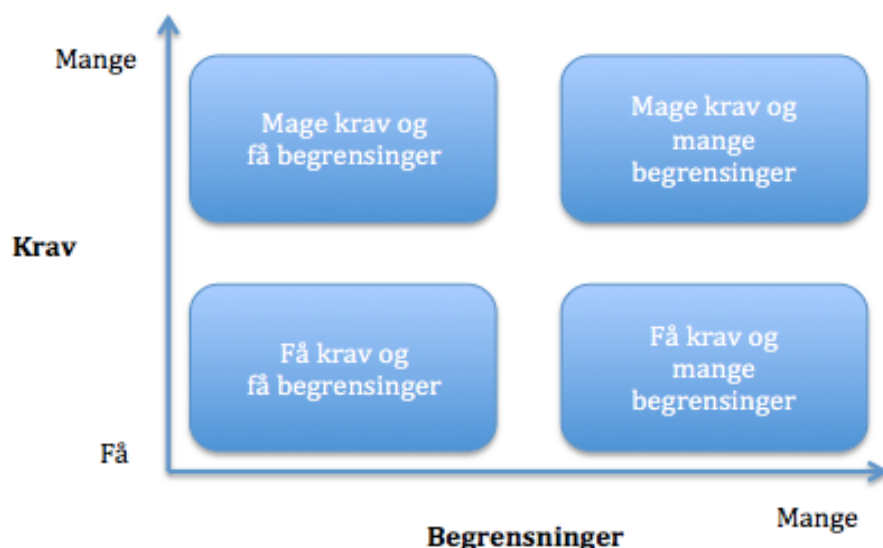 Mange
Mage krav og
få begrensinger
Mage krav og
mange
begrensinger
Krav
Få krav og
få begrensinger
Få krav og
mange
begrensinger
Få
Mange
Begrensninger